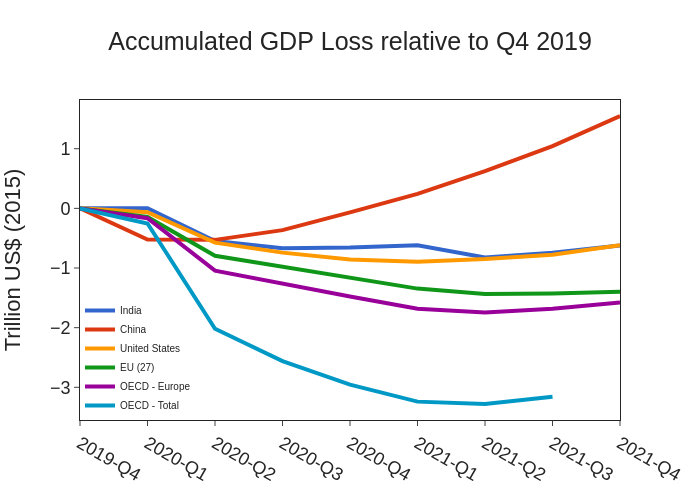 Accumulated GDP Loss relative to Q4 2019
Trillion US$ (2015)
1
0
−1
−2
−3
India
China
United States
EU (27)
OECD - Europe
OECD - Total
2019-Q4
2020-Q1
2020-Q2
2020-Q3
2020-Q4
2021-Q1
2021-Q2
2021-Q3
2021-Q4